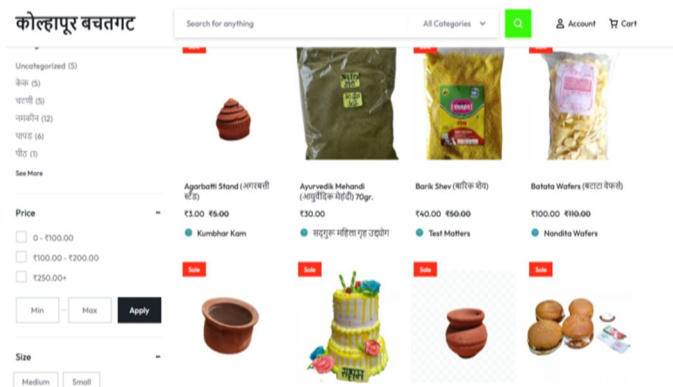 कोल्हापूर बचतगट
Search for anything
All Categories
Account
Cart
Uncategorized (5)
केक (5)
चटणी (5)
नमकीन (12)
पापड (6)
पीठ (1)
See More
Price
0 - ₹100.00
₹100.00 - ₹200.00
₹250.00+
Min
Max
Apply
Size
Medium
Small
Agarbatti Stand (अगरबत्ती
स्टँड)
₹3.00 ₹5.00
Kumbhar Kam
Ayurvedik Mehandi
(आयुर्वेदिक मेहंदी) 70gr.
₹30.00
सद्गुरू महिला गृह उद्योग
Barik Shev (बारिक शेव)
₹40.00 ₹50.00
Test Matters
Batata Wafers (बटाटा वेफर्स)
₹100.00 ₹110.00
Nandita Wafers
Sale
Sale
Sale
Sale
सक्षम